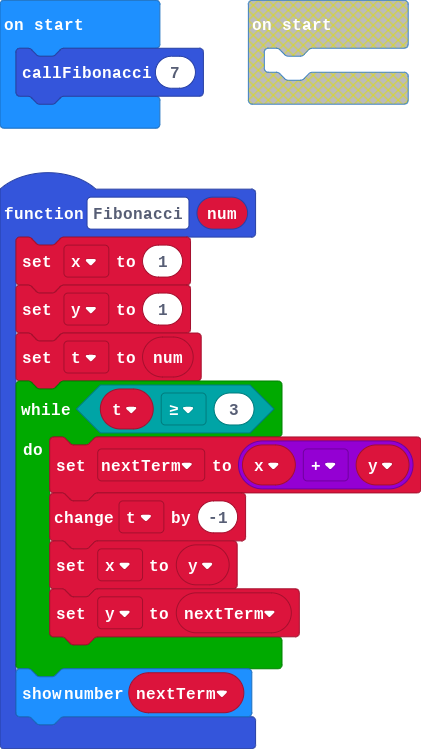 on start
callFibonacci 7
on start
function Fibonacci num
set x to 1
set y to 1
set t to num
while t ≥ 3
do
set nextTerm to x + y
change t by -1
set x to y
set y to nextTerm
show number nextTerm